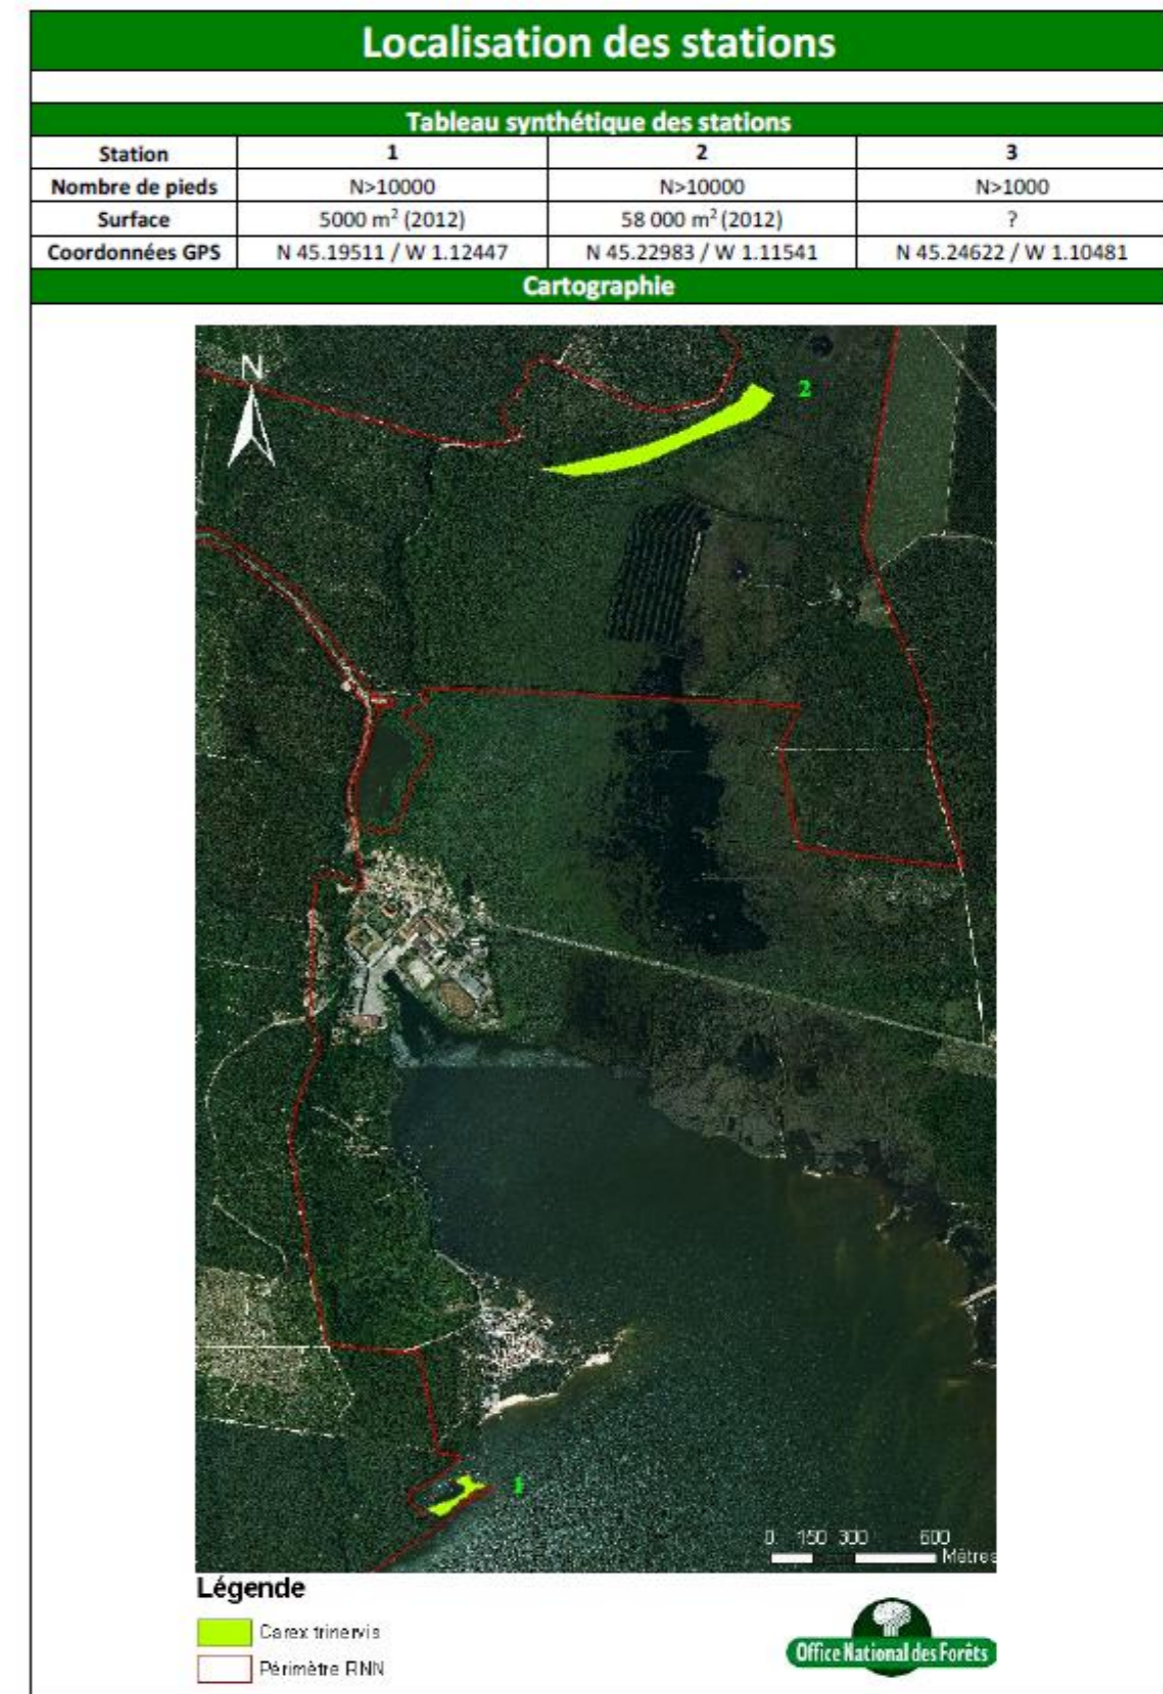 Localisation des stations
Tableau synthétique des stations
Station 1 2 3
Nombre de pieds N>10000 N>10000 N>1000
Surface 5000 m² (2012) 58 000 m² (2012) ?
Coordonnées GPS N 45.19511 / W 1.12447 N 45.22983 / W 1.11541 N 45.24622 / W 1.10481
Cartographie
N
2
1
0 150 300 600
Mètres
Légende
Carex trinervis
Périmètre RNN
Office National des Forêts